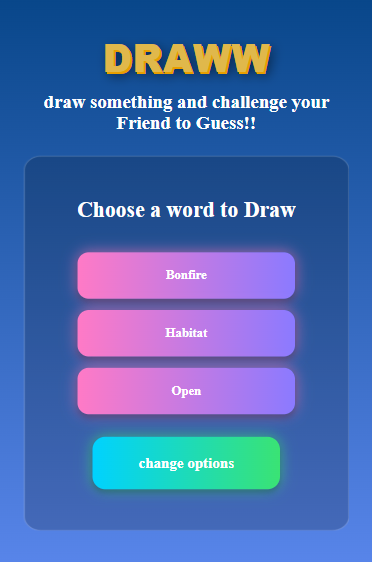 DRAWW
draw something and challenge your
Friend to Guess!!
Choose a word to Draw
Bonfire
Habitat
Open
change options